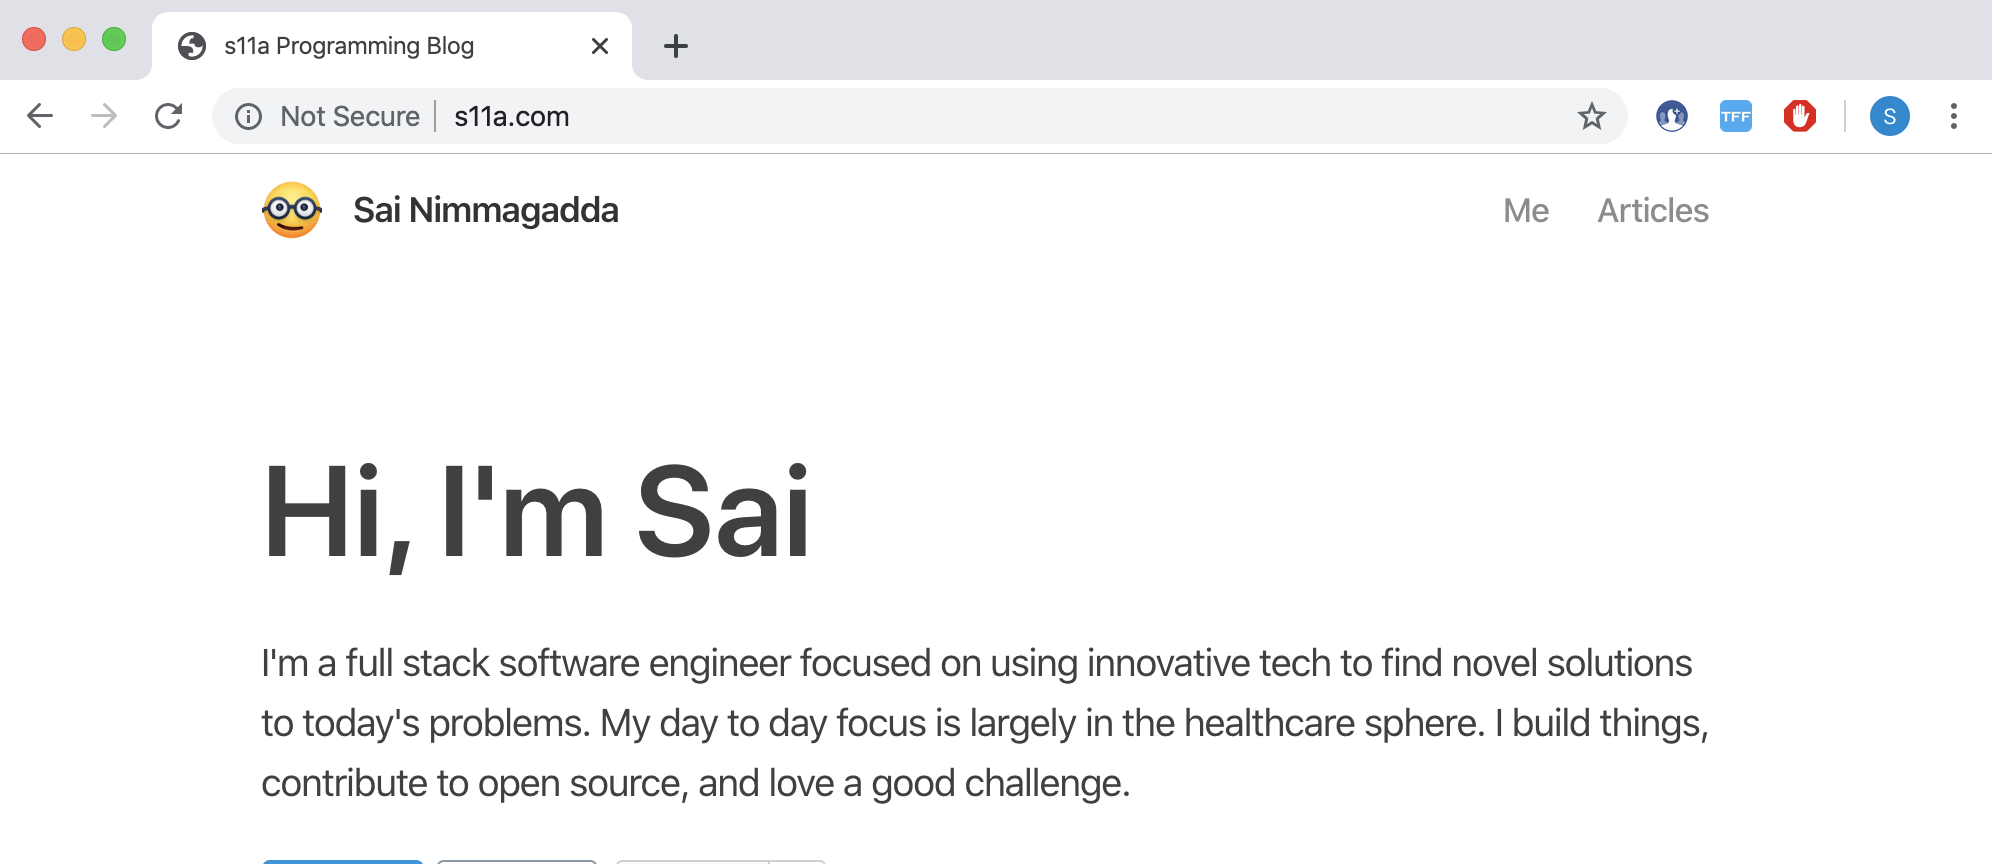 s11a Programming Blog
Not Secure
s11a.com
TFF
S
Sai Nimmagadda
Me
Articles
Hi, I'm Sai
I'm a full stack software engineer focused on using innovative tech to find novel solutions
to today's problems. My day to day focus is largely in the healthcare sphere. I build things,
contribute to open source, and love a good challenge.